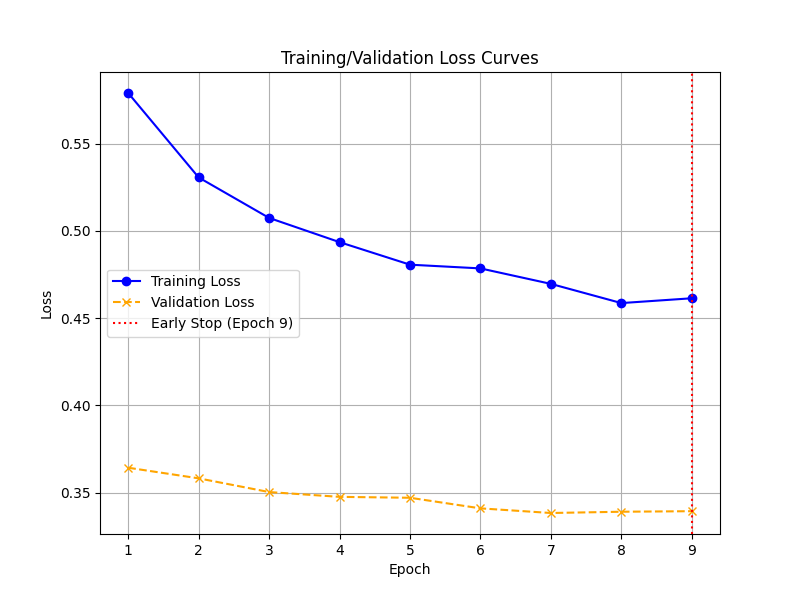 Training/Validation Loss Curves
0.55
0.50
0.45
0.40
0.35
Loss
Training Loss
Validation Loss
Early Stop (Epoch 9)
1 2 3 4 5 6 7 8 9
Epoch